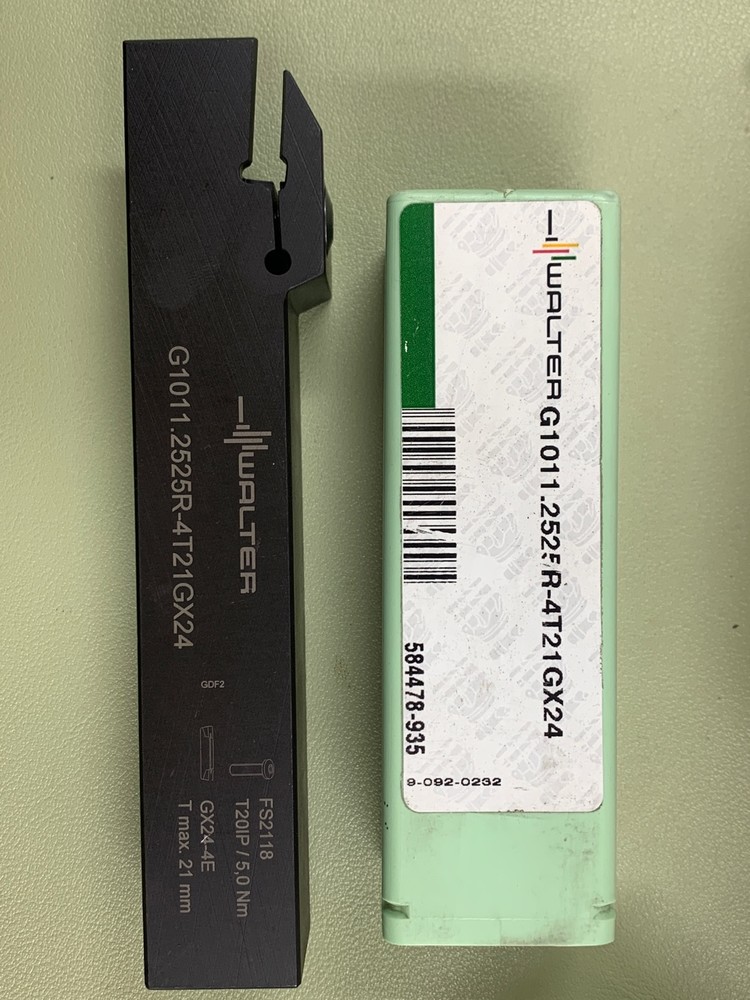 WALTER
G1011.2525R-4T21GX24
GDF2
FS2118
T20IP / 5,0 Nm
GX24-4E
T max. 21 mm
WALTER
G1011.2525R-4T21GX24
584478-935
9-092-0232